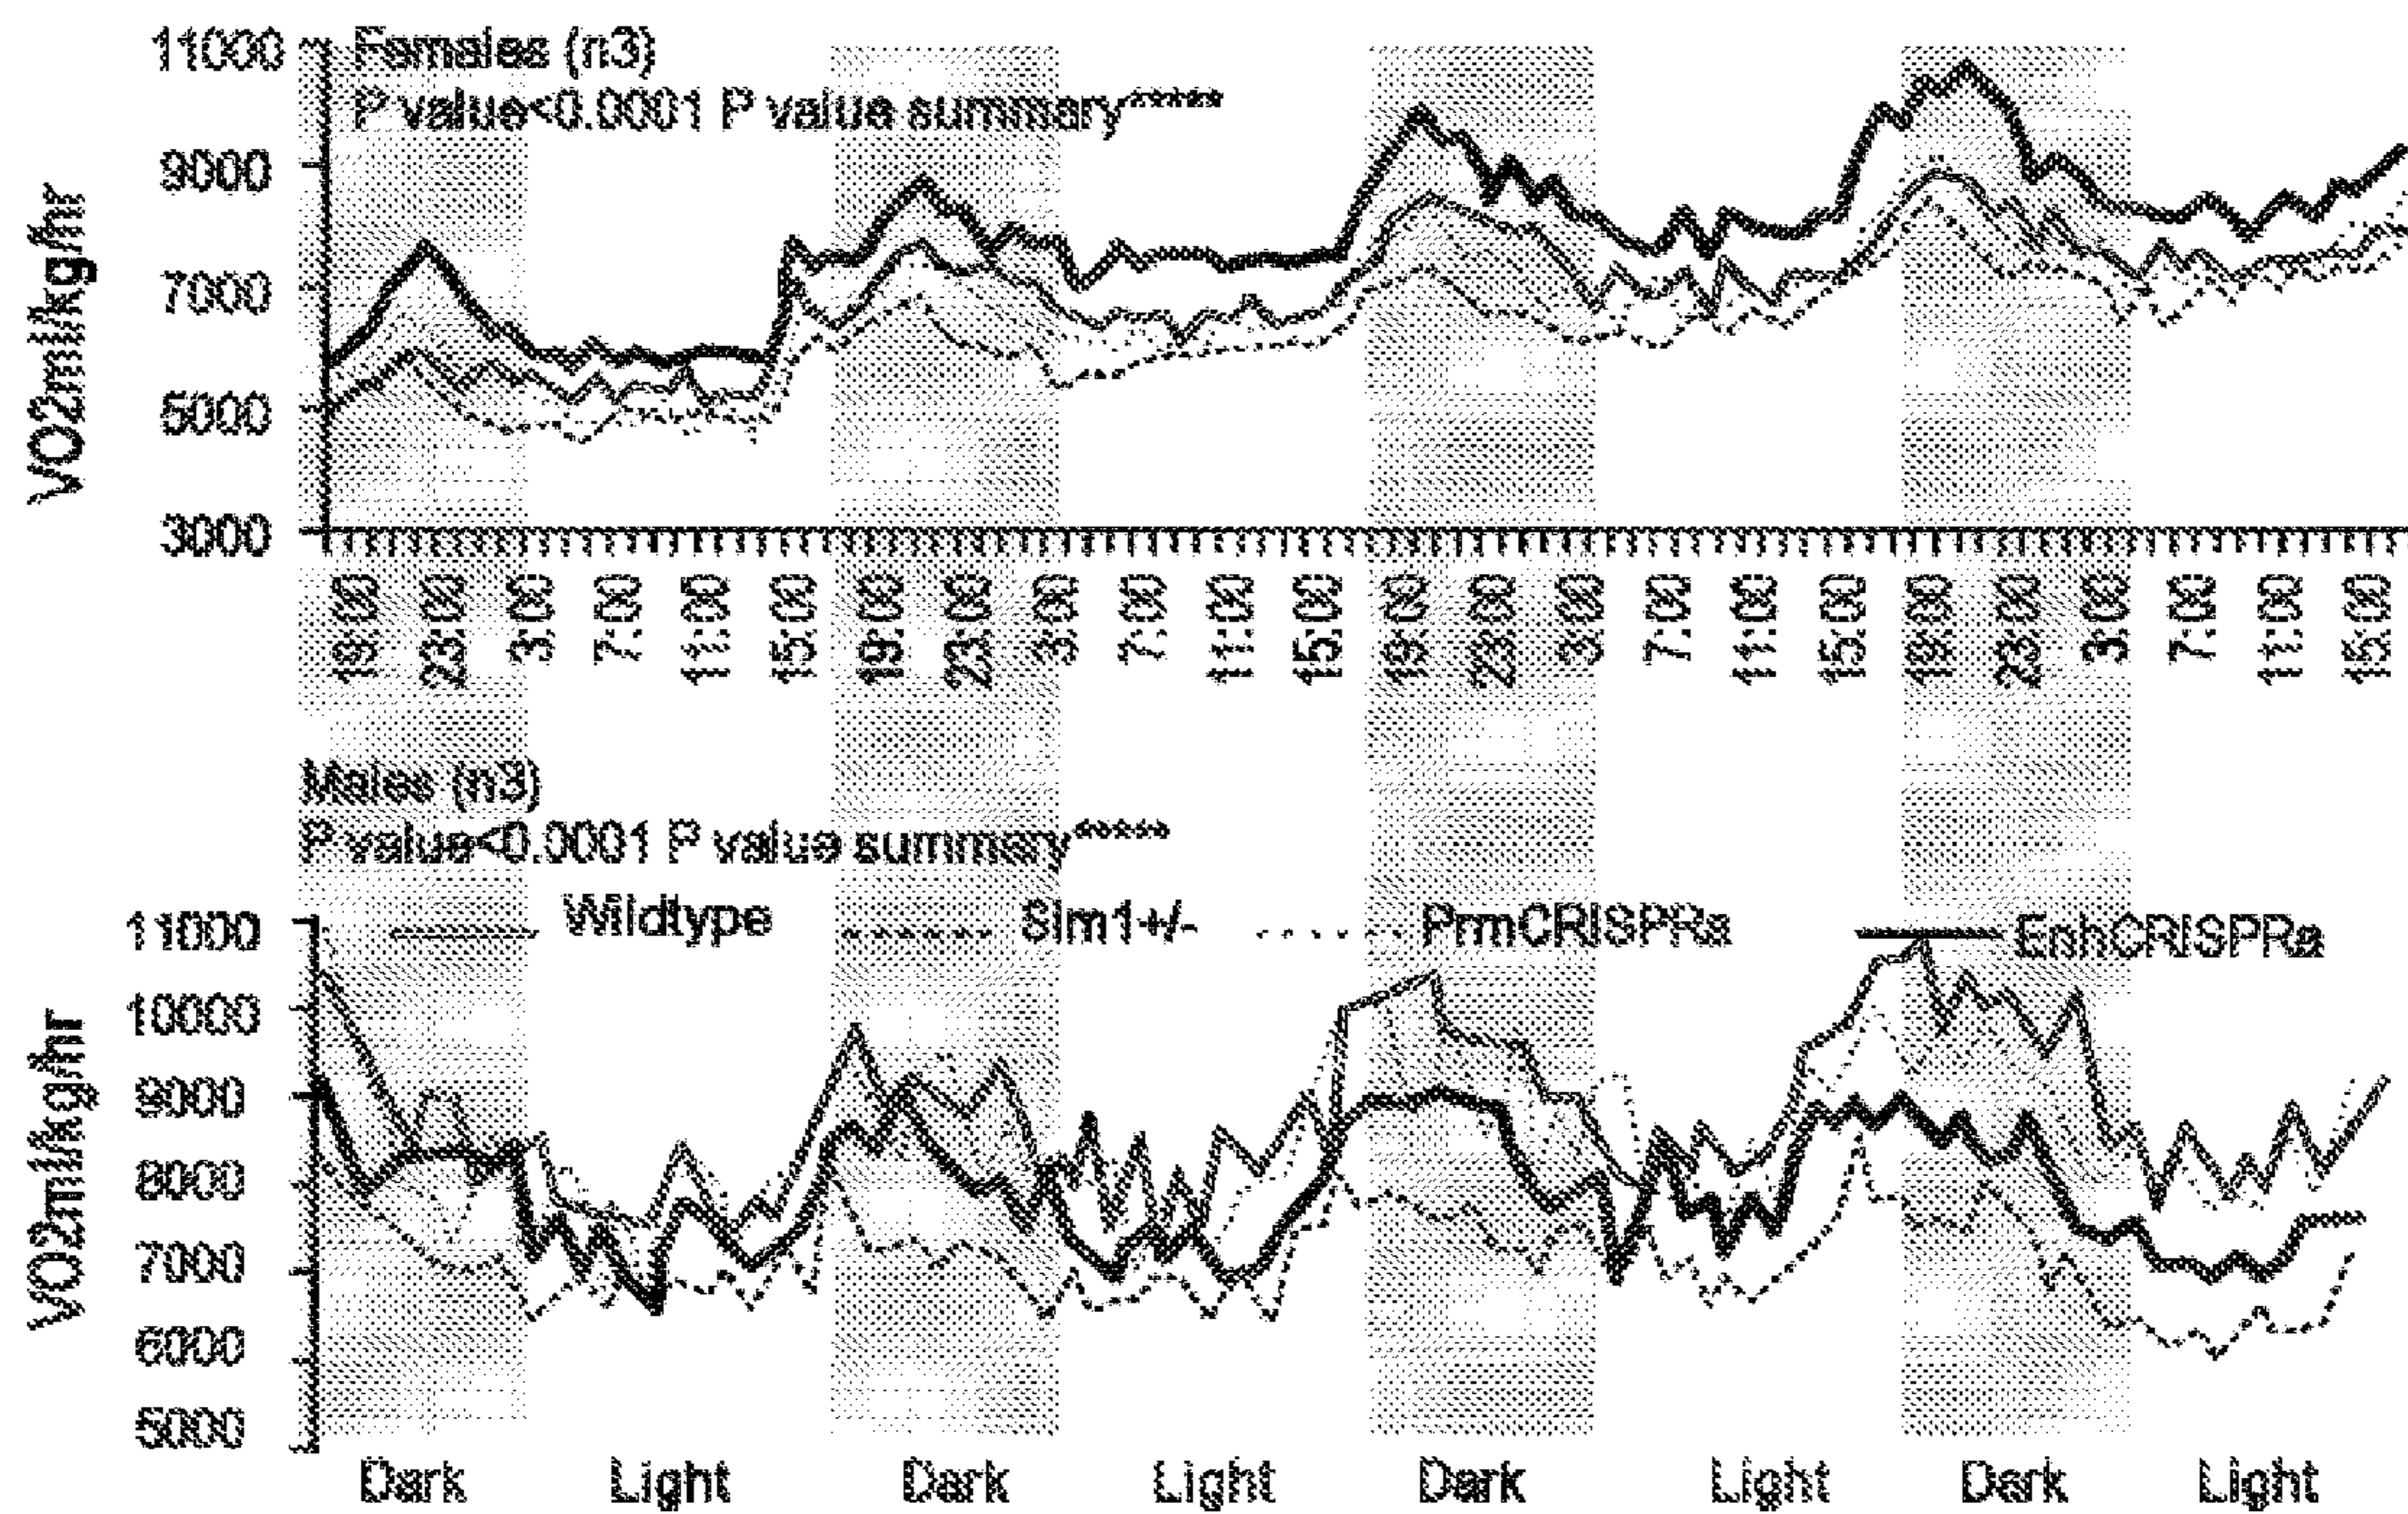 11000
Females (n3)
P value<0.0001 P value summary****
9000
7000
5000
3000
VO2ml/kg/hr
19:00 23:00 3:00 7:00 11:00 15:00 19:00 23:00 3:00 7:00 11:00 15:00 19:00 23:00 3:00 7:00 11:00 15:00 19:00 23:00 3:00 7:00 11:00 15:00
Males (n3)
P value<0.0001 P value summary****
Wildtype Sim1+/- PrmCRISPRa EnhCRISPRa
11000
10000
9000
8000
7000
6000
5000
VO2ml/kg/hr
Dark Light Dark Light Dark Light Dark Light